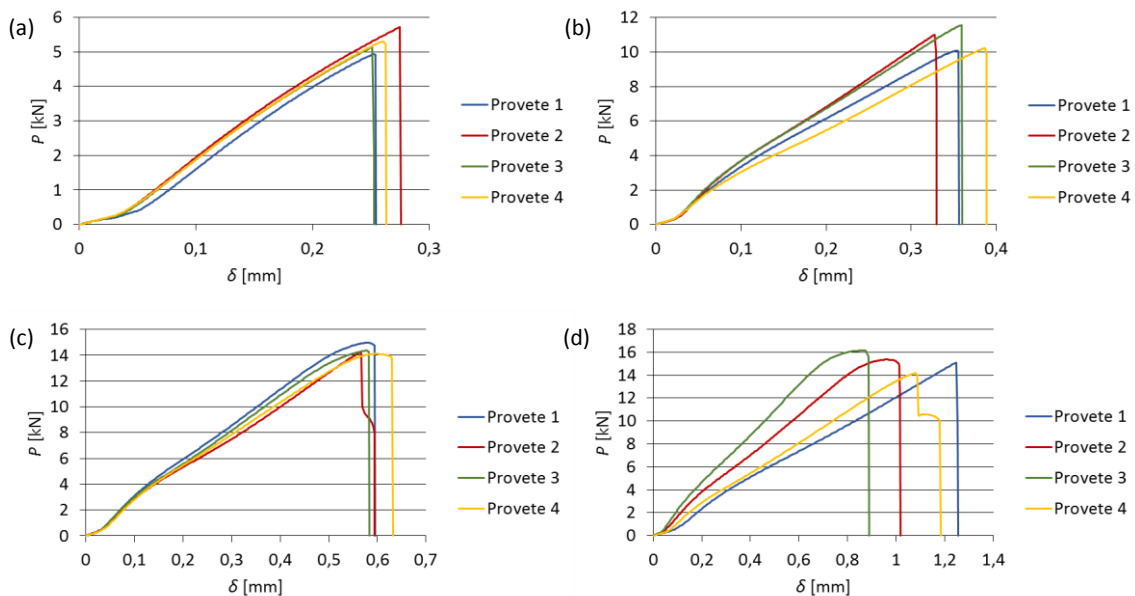 (a)
6
5
4
3
2
1
0
P [kN]
0
0,1
0,2
0,3
δ [mm]
Provete 1
Provete 2
Provete 3
Provete 4
(b)
12
10
8
6
4
2
0
P [kN]
0
0,1
0,2
0,3
0,4
δ [mm]
Provete 1
Provete 2
Provete 3
Provete 4
(c)
16
14
12
10
8
6
4
2
0
P [kN]
0
0,1
0,2
0,3
0,4
0,5
0,6
0,7
δ [mm]
Provete 1
Provete 2
Provete 3
Provete 4
(d)
18
16
14
12
10
8
6
4
2
0
P [kN]
0
0,2
0,4
0,6
0,8
1
1,2
1,4
δ [mm]
Provete 1
Provete 2
Provete 3
Provete 4